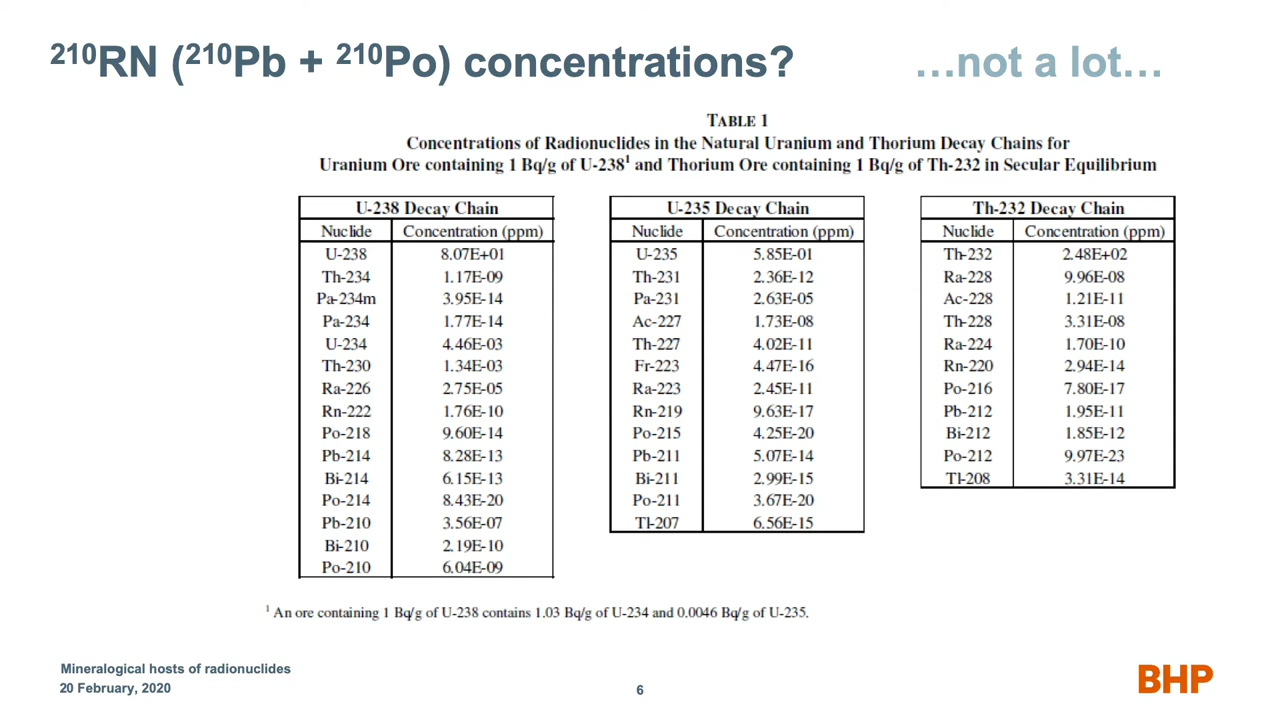 ²¹⁰RN (²¹⁰Pb + ²¹⁰Po) concentrations? …not a lot…
TABLE 1
Concentrations of Radionuclides in the Natural Uranium and Thorium Decay Chains for
Uranium Ore containing 1 Bq/g of U-238¹ and Thorium Ore containing 1 Bq/g of Th-232 in Secular Equilibrium
U-238 Decay Chain
Nuclide Concentration (ppm)
U-238 8.07E+01
Th-234 1.17E-09
Pa-234m 3.95E-14
Pa-234 1.77E-14
U-234 4.46E-03
Th-230 1.34E-03
Ra-226 2.75E-05
Rn-222 1.76E-10
Po-218 9.60E-14
Pb-214 8.28E-13
Bi-214 6.15E-13
Po-214 8.43E-20
Pb-210 3.56E-07
Bi-210 2.19E-10
Po-210 6.04E-09
U-235 Decay Chain
Nuclide Concentration (ppm)
U-235 5.85E-01
Th-231 2.36E-12
Pa-231 2.63E-05
Ac-227 1.73E-08
Th-227 4.02E-11
Fr-223 4.47E-16
Ra-223 2.45E-11
Rn-219 9.63E-17
Po-215 4.25E-20
Pb-211 5.07E-14
Bi-211 2.99E-15
Po-211 3.67E-20
Tl-207 6.56E-15
Th-232 Decay Chain
Nuclide Concentration (ppm)
Th-232 2.48E+02
Ra-228 9.96E-08
Ac-228 1.21E-11
Th-228 3.31E-08
Ra-224 1.70E-10
Rn-220 2.94E-14
Po-216 7.80E-17
Pb-212 1.95E-11
Bi-212 1.85E-12
Po-212 9.97E-23
Tl-208 3.31E-14
¹ An ore containing 1 Bq/g of U-238 contains 1.03 Bq/g of U-234 and 0.0046 Bq/g of U-235.
Mineralogical hosts of radionuclides
20 February, 2020
6
BHP